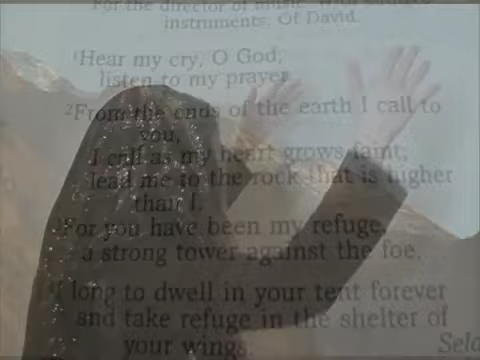 For the director of music. With stringed
instruments. Of David.
¹Hear my cry, O God;
listen to my prayer.
²From the ends of the earth I call to
you,
I call as my heart grows faint;
lead me to the rock that is higher
than I.
³For you have been my refuge,
a strong tower against the foe.
⁴I long to dwell in your tent forever
and take refuge in the shelter of
your wings.
Selah